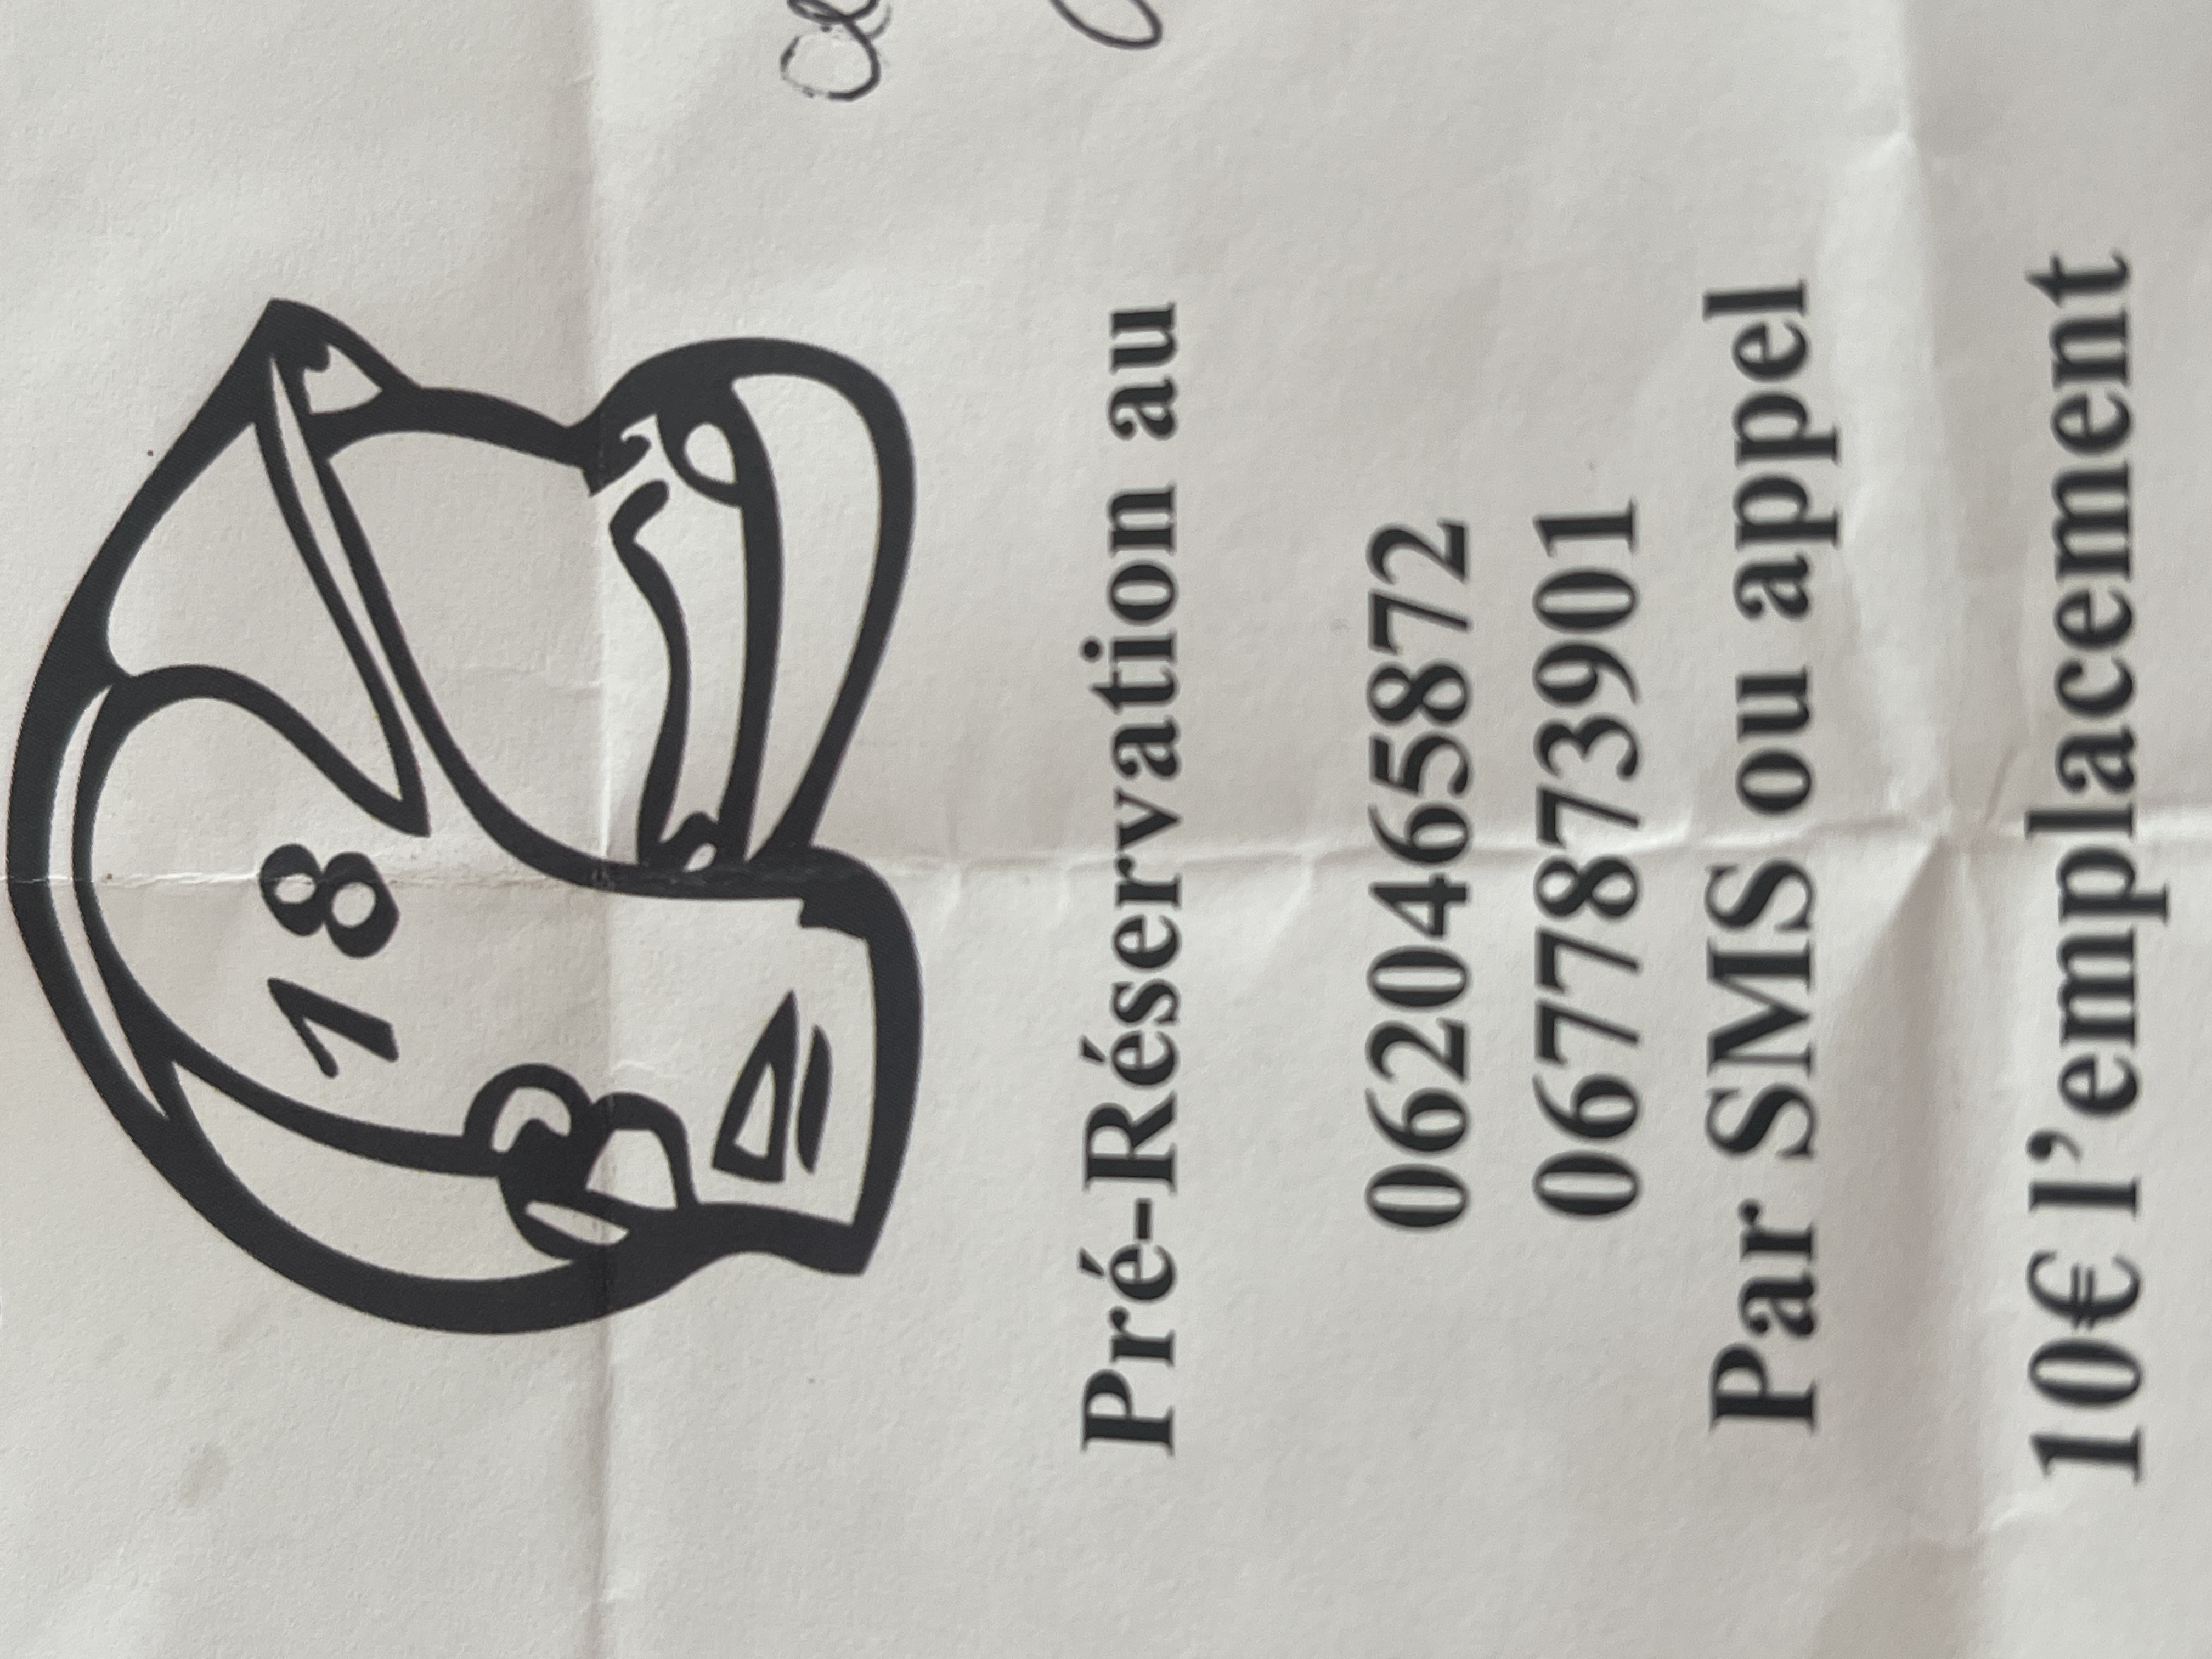 18
Pré-Réservation au
0620465872
0677873901
Par SMS ou appel
10€ l'emplacement